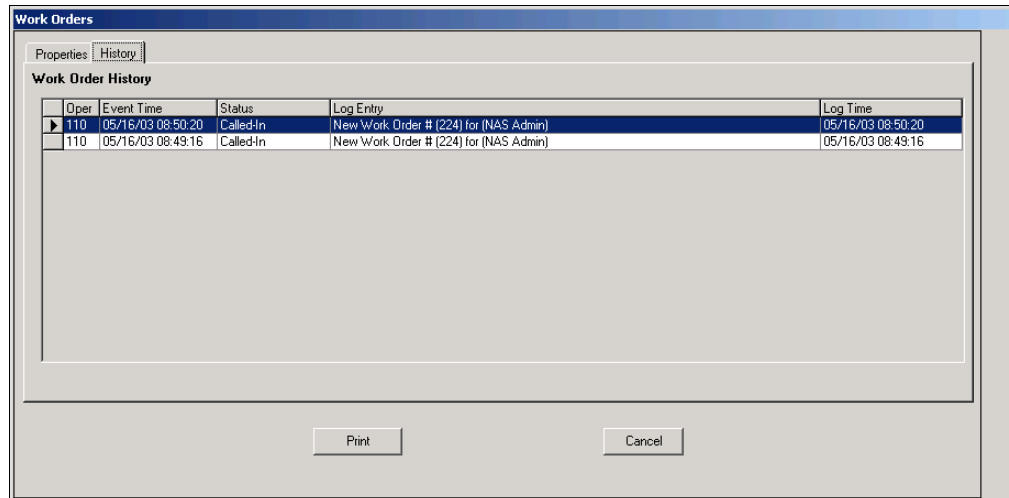 Work Orders
Properties History
Work Order History
Oper Event Time Status Log Entry Log Time
110 05/16/03 08:50:20 Called-In New Work Order # (224) for (NAS Admin) 05/16/03 08:50:20
110 05/16/03 08:49:16 Called-In New Work Order # (224) for (NAS Admin) 05/16/03 08:49:16
Print Cancel